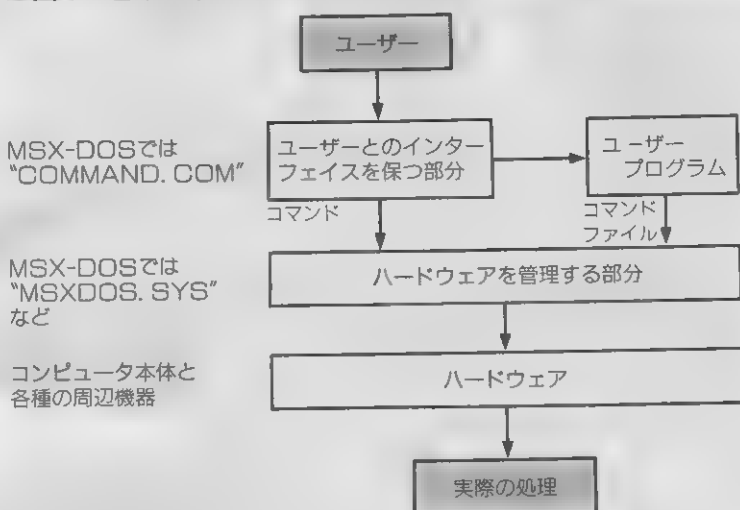 ユーザー
MSX-DOSでは
"COMMAND. COM"
ユーザーとのインター
フェイスを保つ部分
ユーザー
プログラム
コマンド
コマンド
ファイル
MSX-DOSでは
"MSXDOS. SYS"
など
ハードウェアを管理する部分
コンピュータ本体と
各種の周辺機器
ハードウェア
実際の処理